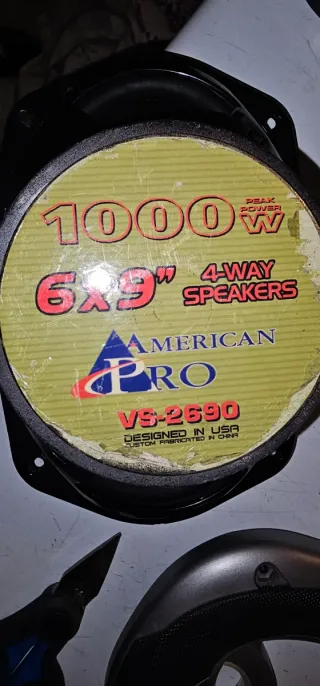 1000 PEAK POWER W
6x9" 4-WAY SPEAKERS
AMERICAN
PRO
VS-2690
DESIGNED IN USA
CUSTOM FABRICATED IN CHINA